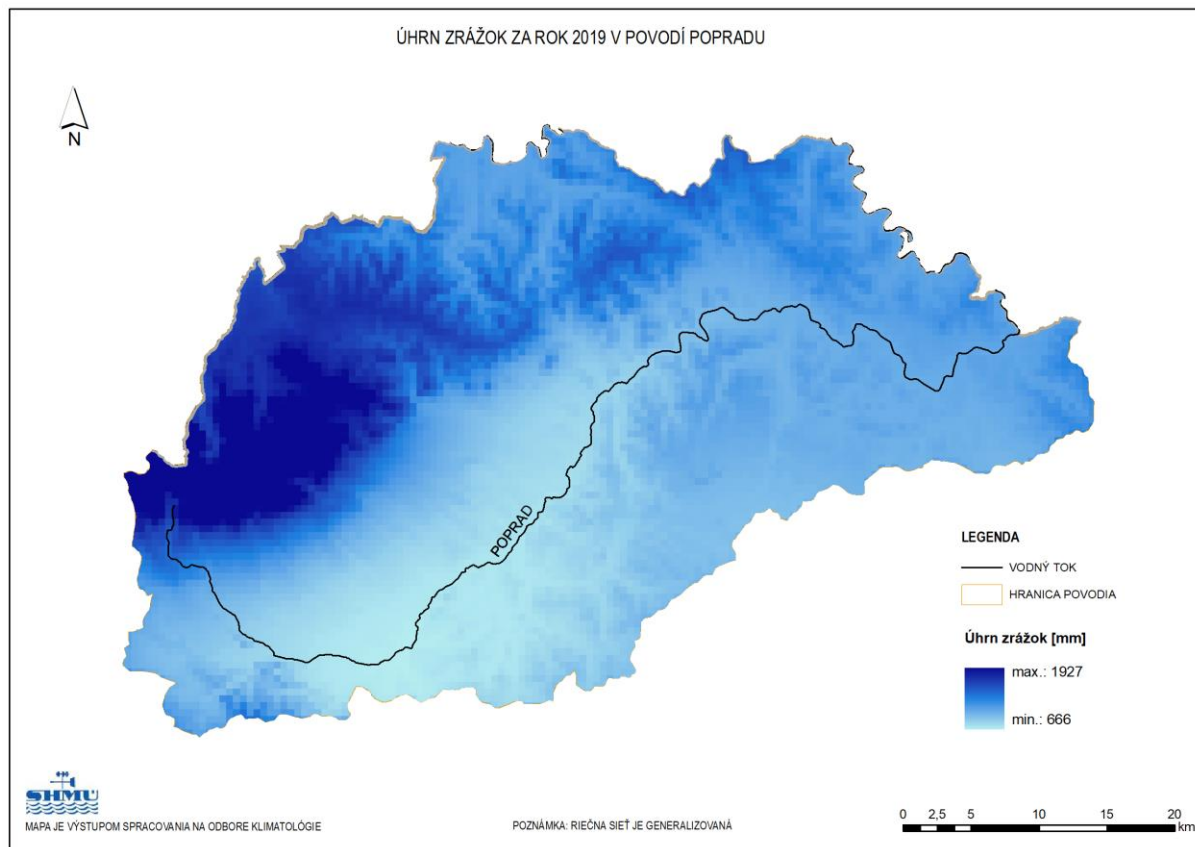 ÚHRN ZRÁŽOK ZA ROK 2019 V POVODÍ POPRADU
N
POPRAD
LEGENDA
VODNÝ TOK
HRANICA POVODIA
Úhrn zrážok [mm]
max.: 1927
min.: 666
SHMÚ
MAPA JE VÝSTUPOM SPRACOVANIA NA ODBORE KLIMATOLÓGIE
POZNÁMKA: RIEČNA SIEŤ JE GENERALIZOVANÁ
0 2,5 5 10 15 20
km